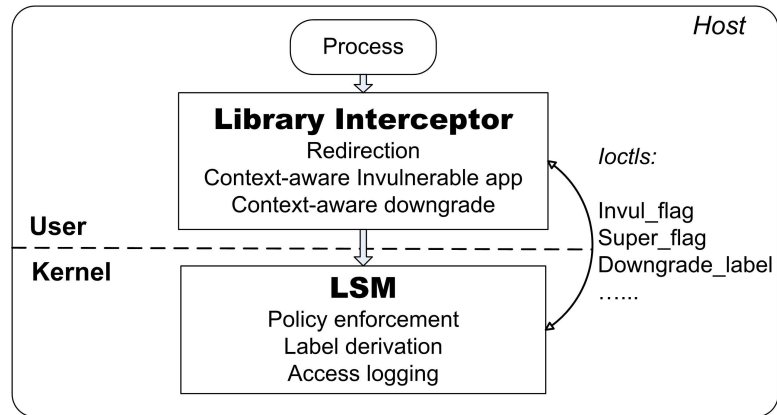 Host
Process
Library Interceptor
Redirection
Context-aware Invulnerable app
Context-aware downgrade
Ioctls:
Invul_flag
Super_flag
Downgrade_label
…...
User
Kernel
LSM
Policy enforcement
Label derivation
Access logging